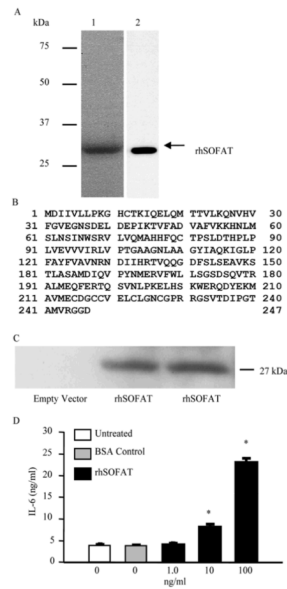 A
kDa
1 2
75
50
37
25
rhSOFAT
B
1 MDIIVLLPKG HCTKIQELQM TTVLKQNVHV 30
31 FGVEGNSDEL DEPIKTVFAD VAFVKKHNLM 60
61 SLNSINWSRV LVQMAHHFQC TPSLDTHPLP 90
91 LVEVVVIRLV PTGAAGNLAA GYIAQKIGLP 120
121 AYFVAVNRND IIHRTVQQGD FSLSEAVKS 150
181 TLASAMDIQV PYNMERVFWL LSGSDSQVTR 180
191 ALMEQFERTQ SVNLPKELHS KWERQDYEKM 210
211 AVMECDGCCV ELCLGNCGPR RGSVTDIPGT 240
241 AMVRGGD 247
C
27 kDa
Empty Vector rhSOFAT rhSOFAT
D
Untreated
BSA Control
rhSOFAT
IL-6 (ng/ml)
30
25
20
15
10
5
0
* *
0 0 1.0 10 100
ng/ml